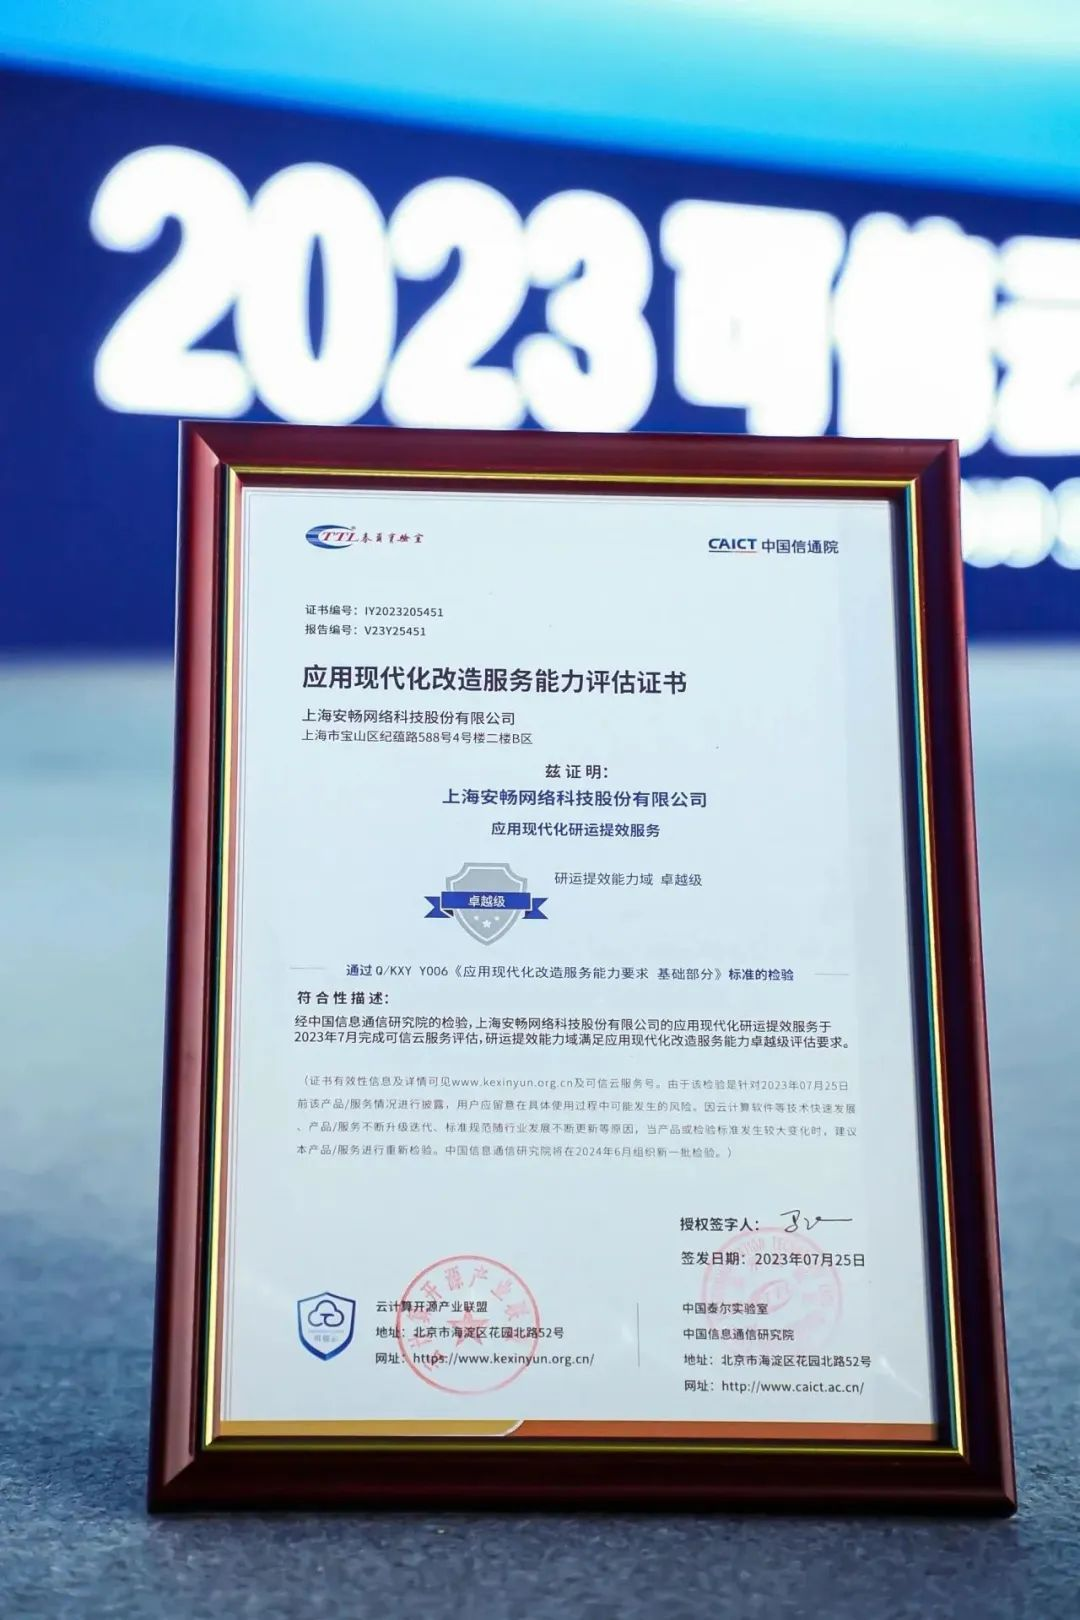 2023可信云
TTL泰尔实验室
CAICT 中国信通院
证书编号：IY2023205451
报告编号：V23Y25451
应用现代化改造服务能力评估证书
上海安畅网络科技股份有限公司
上海市宝山区纪蕴路588号4号楼二楼B区
兹证明：
上海安畅网络科技股份有限公司
应用现代化研运提效服务
研运提效能力域 卓越级
卓越级
通过 Q/KXY Y006《应用现代化改造服务能力要求 基础部分》标准的检验
符合性描述：
经中国信息通信研究院的检验，上海安畅网络科技股份有限公司的应用现代化研运提效服务于
2023年7月完成可信云服务评估，研运提效能力域满足应用现代化改造服务能力卓越级评估要求。
（证书有效性信息及详情可见www.kexinyun.org.cn及可信云服务号。由于该检验是针对2023年07月25日
前该产品/服务情况进行披露，用户应留意在具体使用过程中可能发生的风险。因云计算软件等技术快速发展
、产品/服务不断升级迭代、标准规范随行业发展不断更新等原因，当产品或检验标准发生较大变化时，建议
本产品/服务进行重新检验。中国信息通信研究院将在2024年6月组织新一批检验。）
授权签字人：
签发日期：2023年07月25日
云计算开源产业联盟
地址：北京市海淀区花园北路52号
网址：https://www.kexinyun.org.cn/
中国泰尔实验室
中国信息通信研究院
地址：北京市海淀区花园北路52号
网址：http://www.caict.ac.cn/